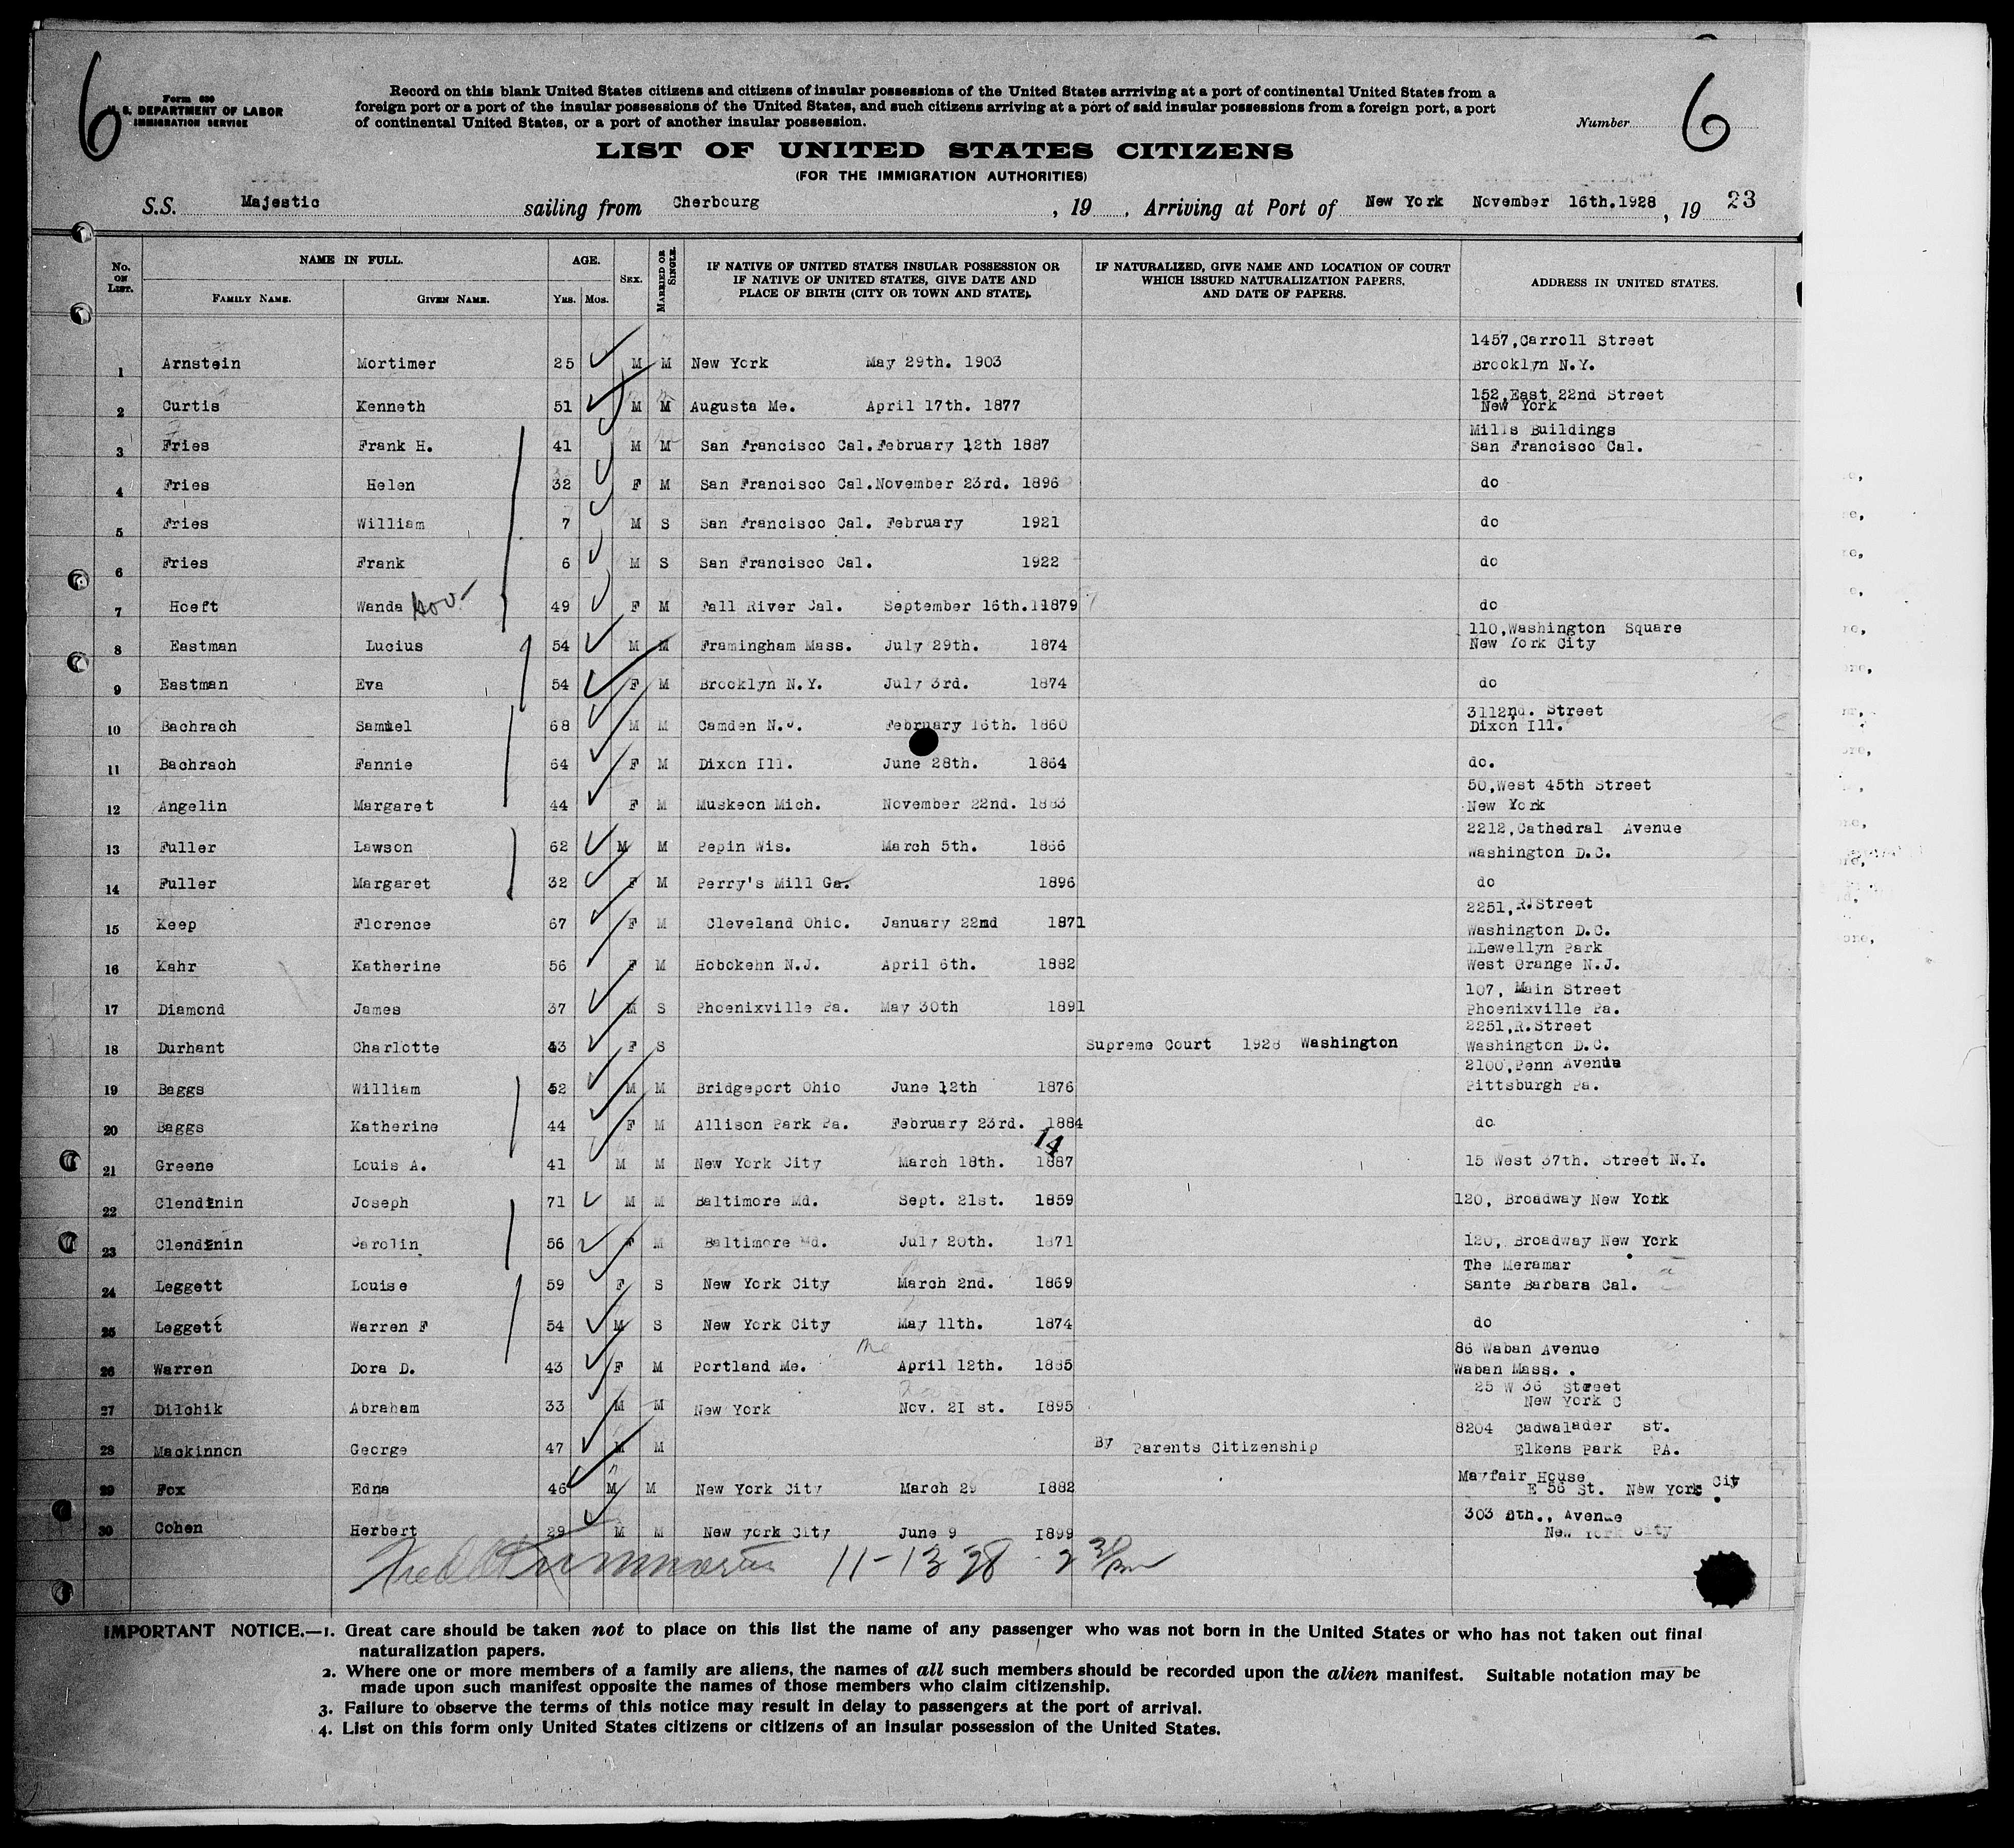 6
Form 630
U. S. DEPARTMENT OF LABOR
IMMIGRATION SERVICE
Record on this blank United States citizens and citizens of insular possessions of the United States arrriving at a port of continental United States from a
foreign port or a port of the insular possessions of the United States, and such citizens arriving at a port of said insular possessions from a foreign port, a port
of continental United States, or a port of another insular possession.
Number 6
LIST OF UNITED STATES CITIZENS
(FOR THE IMMIGRATION AUTHORITIES)
S.S. Majestic sailing from Cherbourg , 19 , Arriving at Port of New York November 16th.1928 , 19 23
No. ON LIST. NAME IN FULL. FAMILY NAME. GIVEN NAME. AGE. YRS. MOS. SEX. MARRIED OR SINGLE. IF NATIVE OF UNITED STATES INSULAR POSSESSION OR IF NATIVE OF UNITED STATES, GIVE DATE AND PLACE OF BIRTH (CITY OR TOWN AND STATE). IF NATURALIZED, GIVE NAME AND LOCATION OF COURT WHICH ISSUED NATURALIZATION PAPERS, AND DATE OF PAPERS. ADDRESS IN UNITED STATES.
1 Arnstein Mortimer 25 M M New York May 29th. 1903 1457,Carroll Street Brooklyn N.Y.
2 Curtis Kenneth 51 M M Augusta Me. April 17th. 1877 152,East 22nd Street New York
3 Fries Frank H. 41 M M San Francisco Cal.February 12th 1887 Mills Buildings San Francisco Cal.
4 Fries Helen 32 F M San Francisco Cal.November 23rd. 1896 do
5 Fries William 7 M S San Francisco Cal. February 1921 do
6 Fries Frank 6 M S San Francisco Cal. 1922 do
7 Hoeft Wanda 49 F M Fall River Cal. September 16th.11879 do
8 Eastman Lucius 54 M M Framingham Mass. July 29th. 1874 110,Washington Square New York City
9 Eastman Eva 54 F M Brooklyn N.Y. July 3rd. 1874 do
10 Bachrach Samuel 68 M M Camden N.J. February 16th. 1860 3112nd. Street Dixon Ill.
11 Bachrach Fannie 64 F M Dixon Ill. June 28th. 1864 do.
12 Angelin Margaret 44 F M Muskeon Mich. November 22nd. 1883 50,West 45th Street New York
13 Fuller Lawson 62 M M Pepin Wis. March 5th. 1866 2212,Cathedral Avenue Washington D.C.
14 Fuller Margaret 32 F M Perry's Mill Ga. 1896 do
15 Keep Florence 67 F M Cleveland Ohio. January 22nd 1871 2251,R.Street Washington D.C.
16 Kahr Katherine 56 F M Hobokehn N.J. April 6th. 1882 LLewellyn Park West Orange N.J.
17 Diamond James 37 M S Phoenixville Pa. May 30th 1891 107, Main Street Phoenixville Pa.
18 Durhant Charlotte 43 F S Supreme Court 1928 Washington 2251,R.Street Washington D.C.
19 Baggs William 52 M M Bridgeport Ohio June 12th 1876 2100,Penn Avenue Pittsburgh Pa.
20 Baggs Katherine 44 F M Allison Park Pa. February 23rd. 1884 do
21 Greene Louis A. 41 M M New York City March 18th. 1887 14 15 West 37th. Street N.Y.
22 Clendinin Joseph 71 M M Baltimore Md. Sept. 21st. 1859 120, Broadway New York
23 Clendinin Carolin 56 F M Baltimore Md. July 20th. 1871 120, Broadway New York
24 Leggett Louise 59 F S New York City March 2nd. 1869 The Meramar Sante Barbara Cal.
25 Leggett Warren F 54 M S New York City May 11th. 1874 do
26 Warren Dora D. 43 F M Portland Me. Me April 12th. 1885 86 Waban Avenue Waban Mass. .
27 Dilchik Abraham 33 M M New York Nov. 21 st. 1895 25 W 36 Street New York C
28 Mackinnon George 47 M M By Parents Citizenship 8204 Cadwalader St. Elkens Park PA.
29 Fox Edna 46 M M New York City March 29 1882 Mayfair House E 56 St. New York City
30 Cohen Herbert 29 M M New york City June 9 1899 303 8th., Avenue New York City
11-13 28 2 30 pm
IMPORTANT NOTICE.—1. Great care should be taken not to place on this list the name of any passenger who was not born in the United States or who has not taken out final
naturalization papers.
2. Where one or more members of a family are aliens, the names of all such members should be recorded upon the alien manifest. Suitable notation may be
made upon such manifest opposite the names of those members who claim citizenship.
3. Failure to observe the terms of this notice may result in delay to passengers at the port of arrival.
4. List on this form only United States citizens or citizens of an insular possession of the United States.